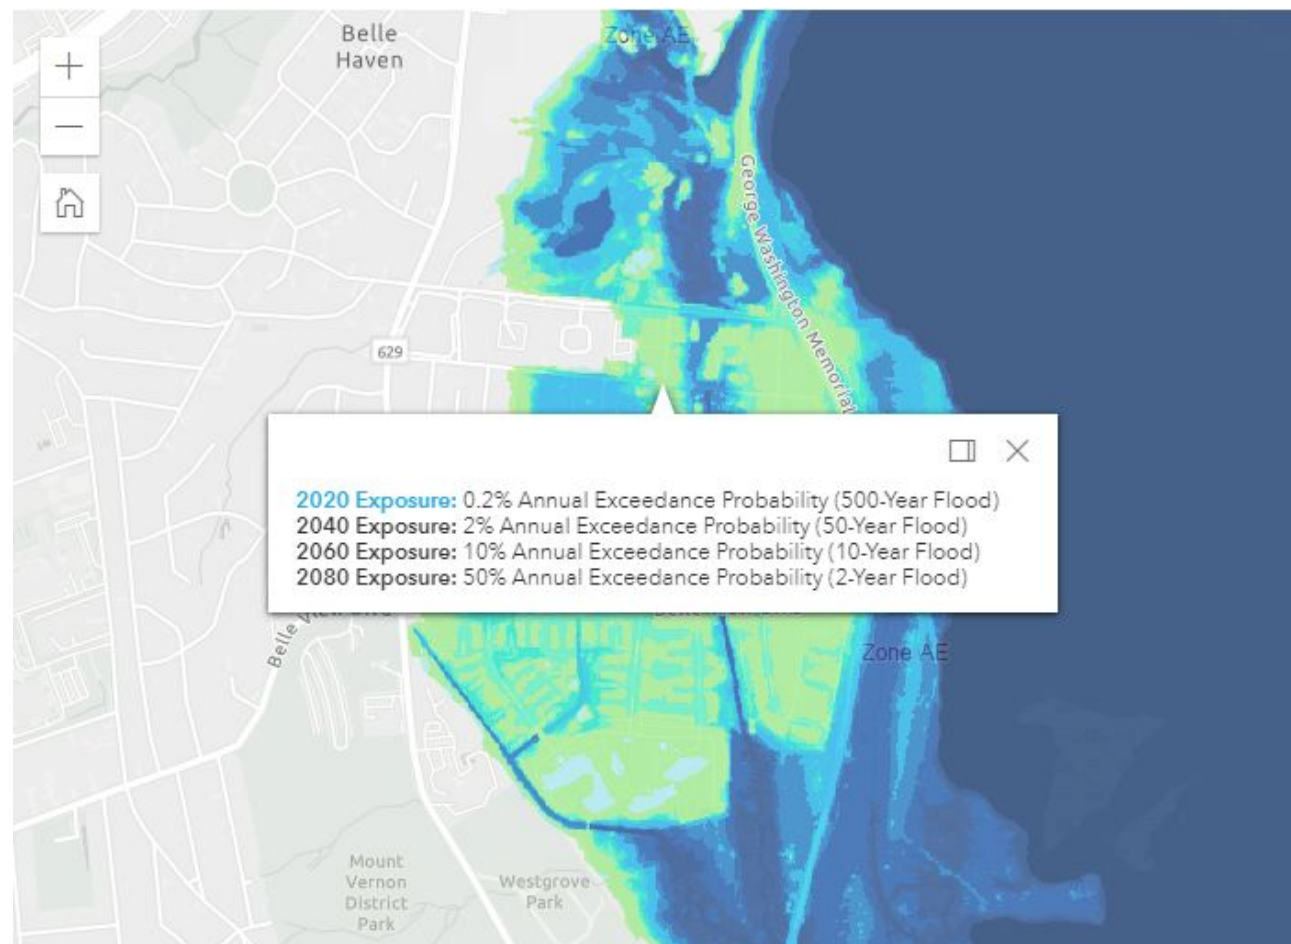 Belle
Haven
Zone AE
George Washington Memorial
629
2020 Exposure: 0.2% Annual Exceedance Probability (500-Year Flood)
2040 Exposure: 2% Annual Exceedance Probability (50-Year Flood)
2060 Exposure: 10% Annual Exceedance Probability (10-Year Flood)
2080 Exposure: 50% Annual Exceedance Probability (2-Year Flood)
Belle View Blvd
Zone AE
Mount
Vernon
District
Park
Westgrove
Park